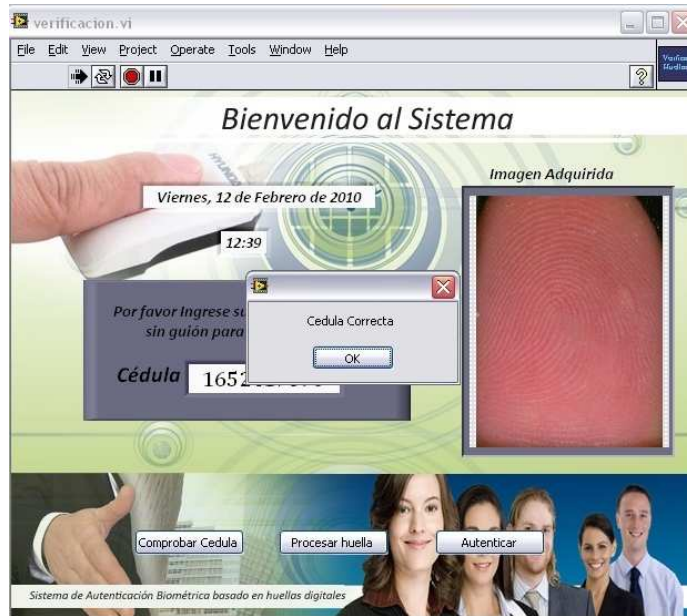 verificacion.vi
File Edit View Project Operate Tools Window Help
Bienvenido al Sistema
Imagen Adquirida
HYUNDAI
Viernes, 12 de Febrero de 2010
12:39
Por favor Ingrese su
sin guión para
Cedula Correcta
OK
Cédula 1652
Comprobar Cedula Procesar huella Autenticar
Sistema de Autenticación Biométrica basado en huellas digitales